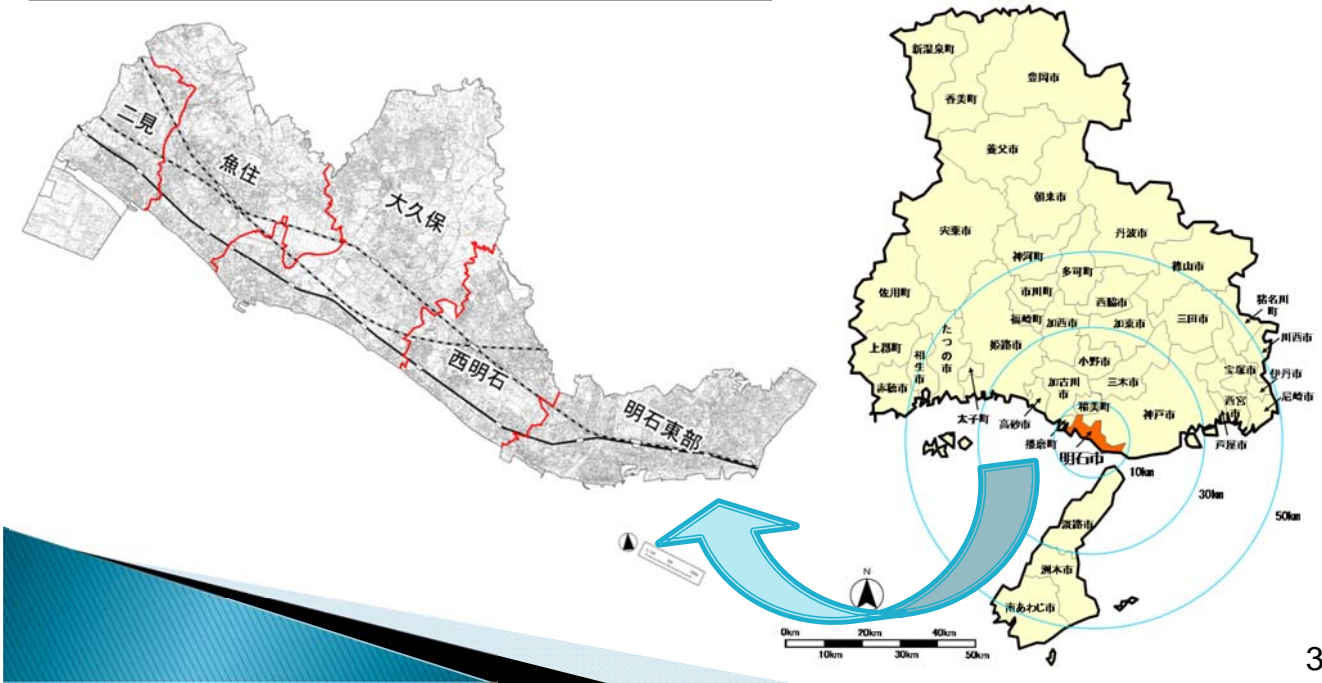 二見
魚住
大久保
西明石
明石東部
新温泉町
豊岡市
香美町
養父市
朝来市
宍粟市
丹波市
神河町
多可町
篠山市
佐用町
市川町
西脇市
猪名川
町
福崎町
加西市
加東市
三田市
川西市
上郡町
相生市
たつの市
姫路市
小野市
宝塚市
伊丹市
赤穂市
加古川
市
三木市
西宮
市
尼崎市
太子町
高砂市
稲美町
神戸市
芦屋市
播磨町
明石市
10km
30km
50km
淡路市
洲本市
南あわじ市
N
0km
20km
40km
10km
30km
50km
3